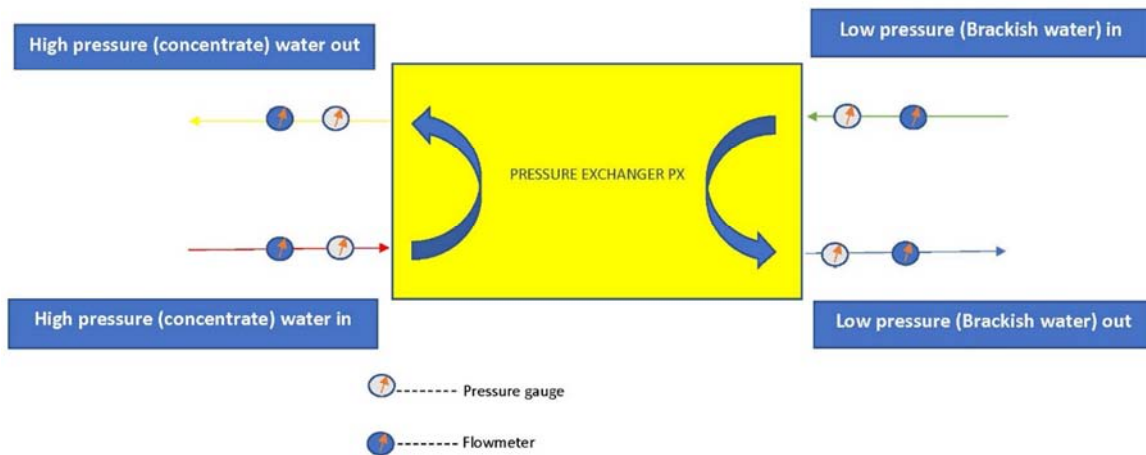 High pressure (concentrate) water out
Low pressure (Brackish water) in
PRESSURE EXCHANGER PX
High pressure (concentrate) water in
Low pressure (Brackish water) out
Pressure gauge
Flowmeter